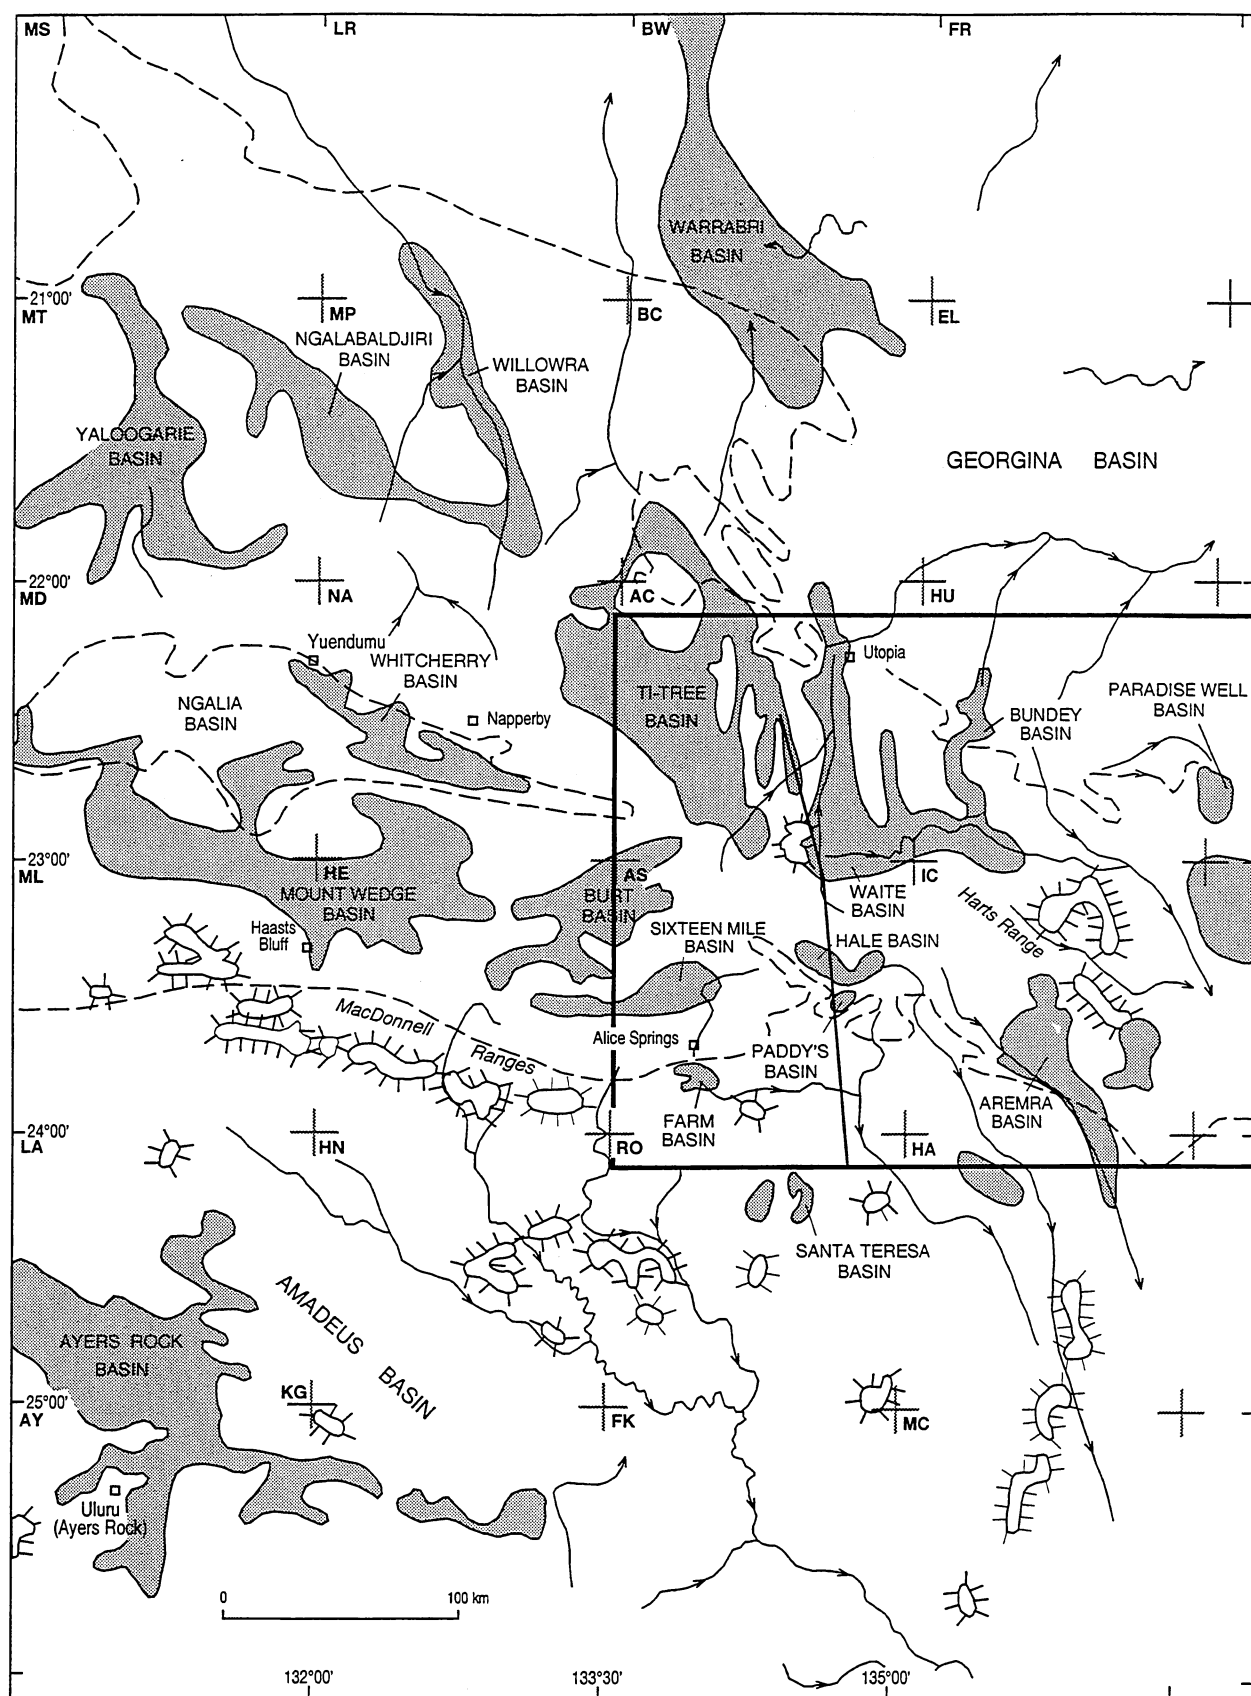 MS
LR
BW
FR
WARRABRI
BASIN
21°00'
MT
MP
BC
EL
NGALABALDJIRI
BASIN
WILLOWRA
BASIN
YALOOGARIE
BASIN
GEORGINA BASIN
22°00'
MD
NA
AC
HU
Yuendumu
WHITCHERRY
BASIN
Utopia
NGALIA
BASIN
Napperby
TI-TREE
BASIN
BUNDEY
BASIN
PARADISE WELL
BASIN
23°00'
ML
HE
MOUNT WEDGE
BASIN
AS
BURT
BASIN
IC
WAITE
BASIN
Haasts
Bluff
SIXTEEN MILE
BASIN
HALE BASIN
Harts Range
MacDonnell
Ranges
Alice Springs
PADDY'S
BASIN
FARM
BASIN
AREMRA
BASIN
24°00'
LA
HN
RO
HA
SANTA TERESA
BASIN
AMADEUS BASIN
AYERS ROCK
BASIN
25°00'
AY
KG
FK
MC
Uluru
(Ayers Rock)
0
100 km
132°00'
133°30'
135°00'